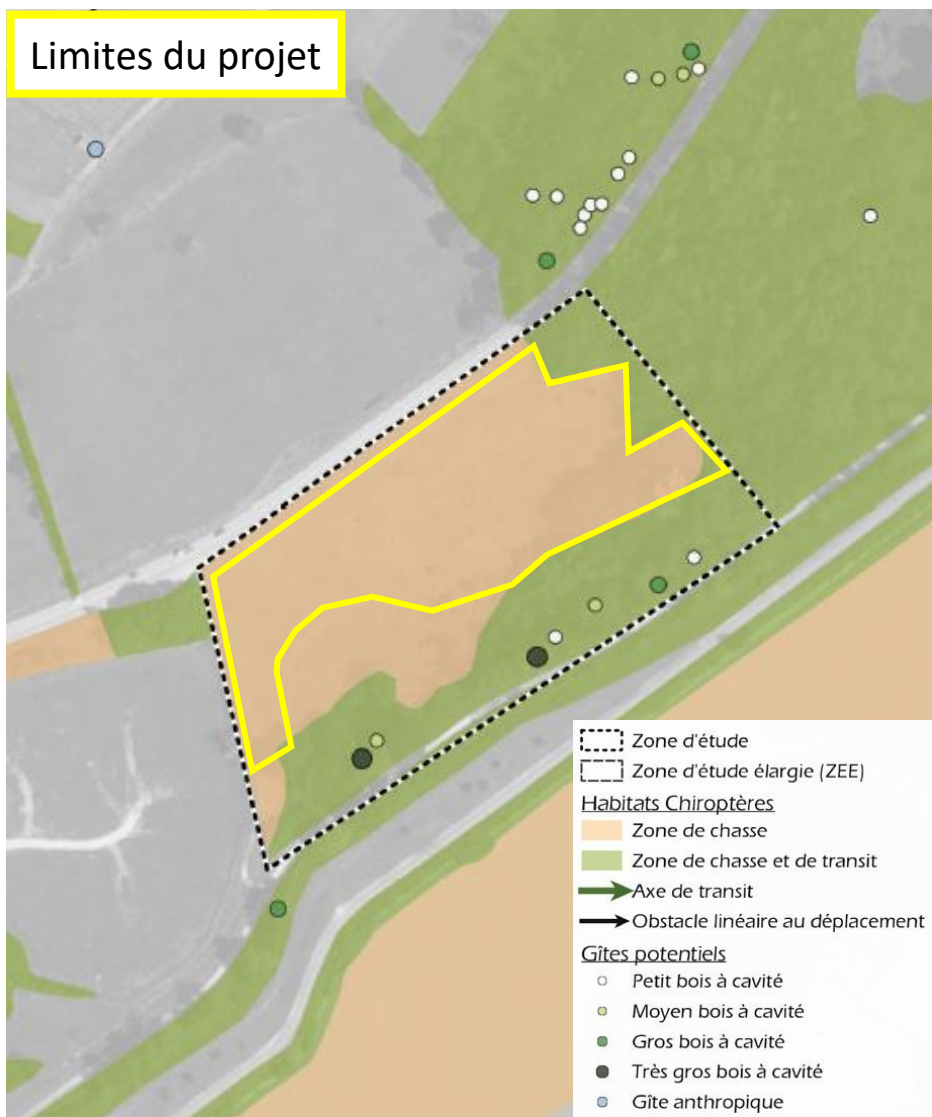 Limites du projet
Zone d'étude
Zone d'étude élargie (ZEE)
Habitats Chiroptères
Zone de chasse
Zone de chasse et de transit
Axe de transit
Obstacle linéaire au déplacement
Gîtes potentiels
Petit bois à cavité
Moyen bois à cavité
Gros bois à cavité
Très gros bois à cavité
Gîte anthropique